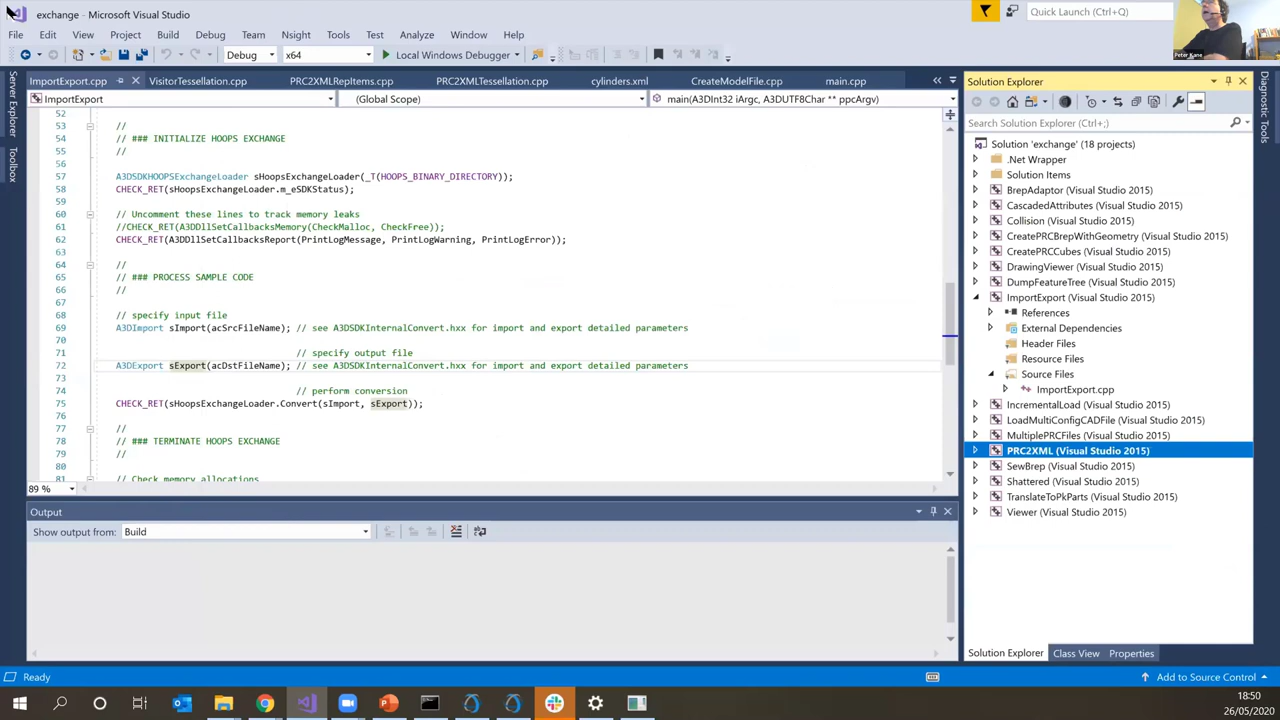 exchange - Microsoft Visual Studio
Quick Launch (Ctrl+Q)
Peter Kane
File Edit View Project Build Debug Team Nsight Tools Test Analyze Window Help
Debug x64 Local Windows Debugger
Server Explorer
Toolbox
ImportExport.cpp VisitorTessellation.cpp PRC2XMLRepItems.cpp PRC2XMLTessellation.cpp cylinders.xml CreateModelFile.cpp main.cpp
ImportExport (Global Scope) main(A3DInt32 iArgc, A3DUTF8Char ** ppcArgv)
52
53 //
54 // ### INITIALIZE HOOPS EXCHANGE
55 //
56
57 A3DSDKHOOPSExchangeLoader sHoopsExchangeLoader(_T(HOOPS_BINARY_DIRECTORY));
58 CHECK_RET(sHoopsExchangeLoader.m_eSDKStatus);
59
60 // Uncomment these lines to track memory leaks
61 //CHECK_RET(A3DDllSetCallbacksMemory(CheckMalloc, CheckFree));
62 CHECK_RET(A3DDllSetCallbacksReport(PrintLogMessage, PrintLogWarning, PrintLogError));
63
64 //
65 // ### PROCESS SAMPLE CODE
66 //
67
68 // specify input file
69 A3DImport sImport(acSrcFileName); // see A3DSDKInternalConvert.hxx for import and export detailed parameters
70
71 // specify output file
72 A3DExport sExport(acDstFileName); // see A3DSDKInternalConvert.hxx for import and export detailed parameters
73
74 // perform conversion
75 CHECK_RET(sHoopsExchangeLoader.Convert(sImport, sExport));
76
77 //
78 // ### TERMINATE HOOPS EXCHANGE
79 //
80
81 // Check memory allocations
89 %
Output
Show output from: Build
Solution Explorer
Search Solution Explorer (Ctrl+;)
Solution 'exchange' (18 projects)
.Net Wrapper
Solution Items
BrepAdaptor (Visual Studio 2015)
CascadedAttributes (Visual Studio 2015)
Collision (Visual Studio 2015)
CreatePRCBrepWithGeometry (Visual Studio 2015)
CreatePRCCubes (Visual Studio 2015)
DrawingViewer (Visual Studio 2015)
DumpFeatureTree (Visual Studio 2015)
ImportExport (Visual Studio 2015)
References
External Dependencies
Header Files
Resource Files
Source Files
ImportExport.cpp
IncrementalLoad (Visual Studio 2015)
LoadMultiConfigCADFile (Visual Studio 2015)
MultiplePRCFiles (Visual Studio 2015)
PRC2XML (Visual Studio 2015)
SewBrep (Visual Studio 2015)
Shattered (Visual Studio 2015)
TranslateToPkParts (Visual Studio 2015)
Viewer (Visual Studio 2015)
Solution Explorer Class View Properties
Diagnostic Tools
Ready
Add to Source Control
18:50
26/05/2020